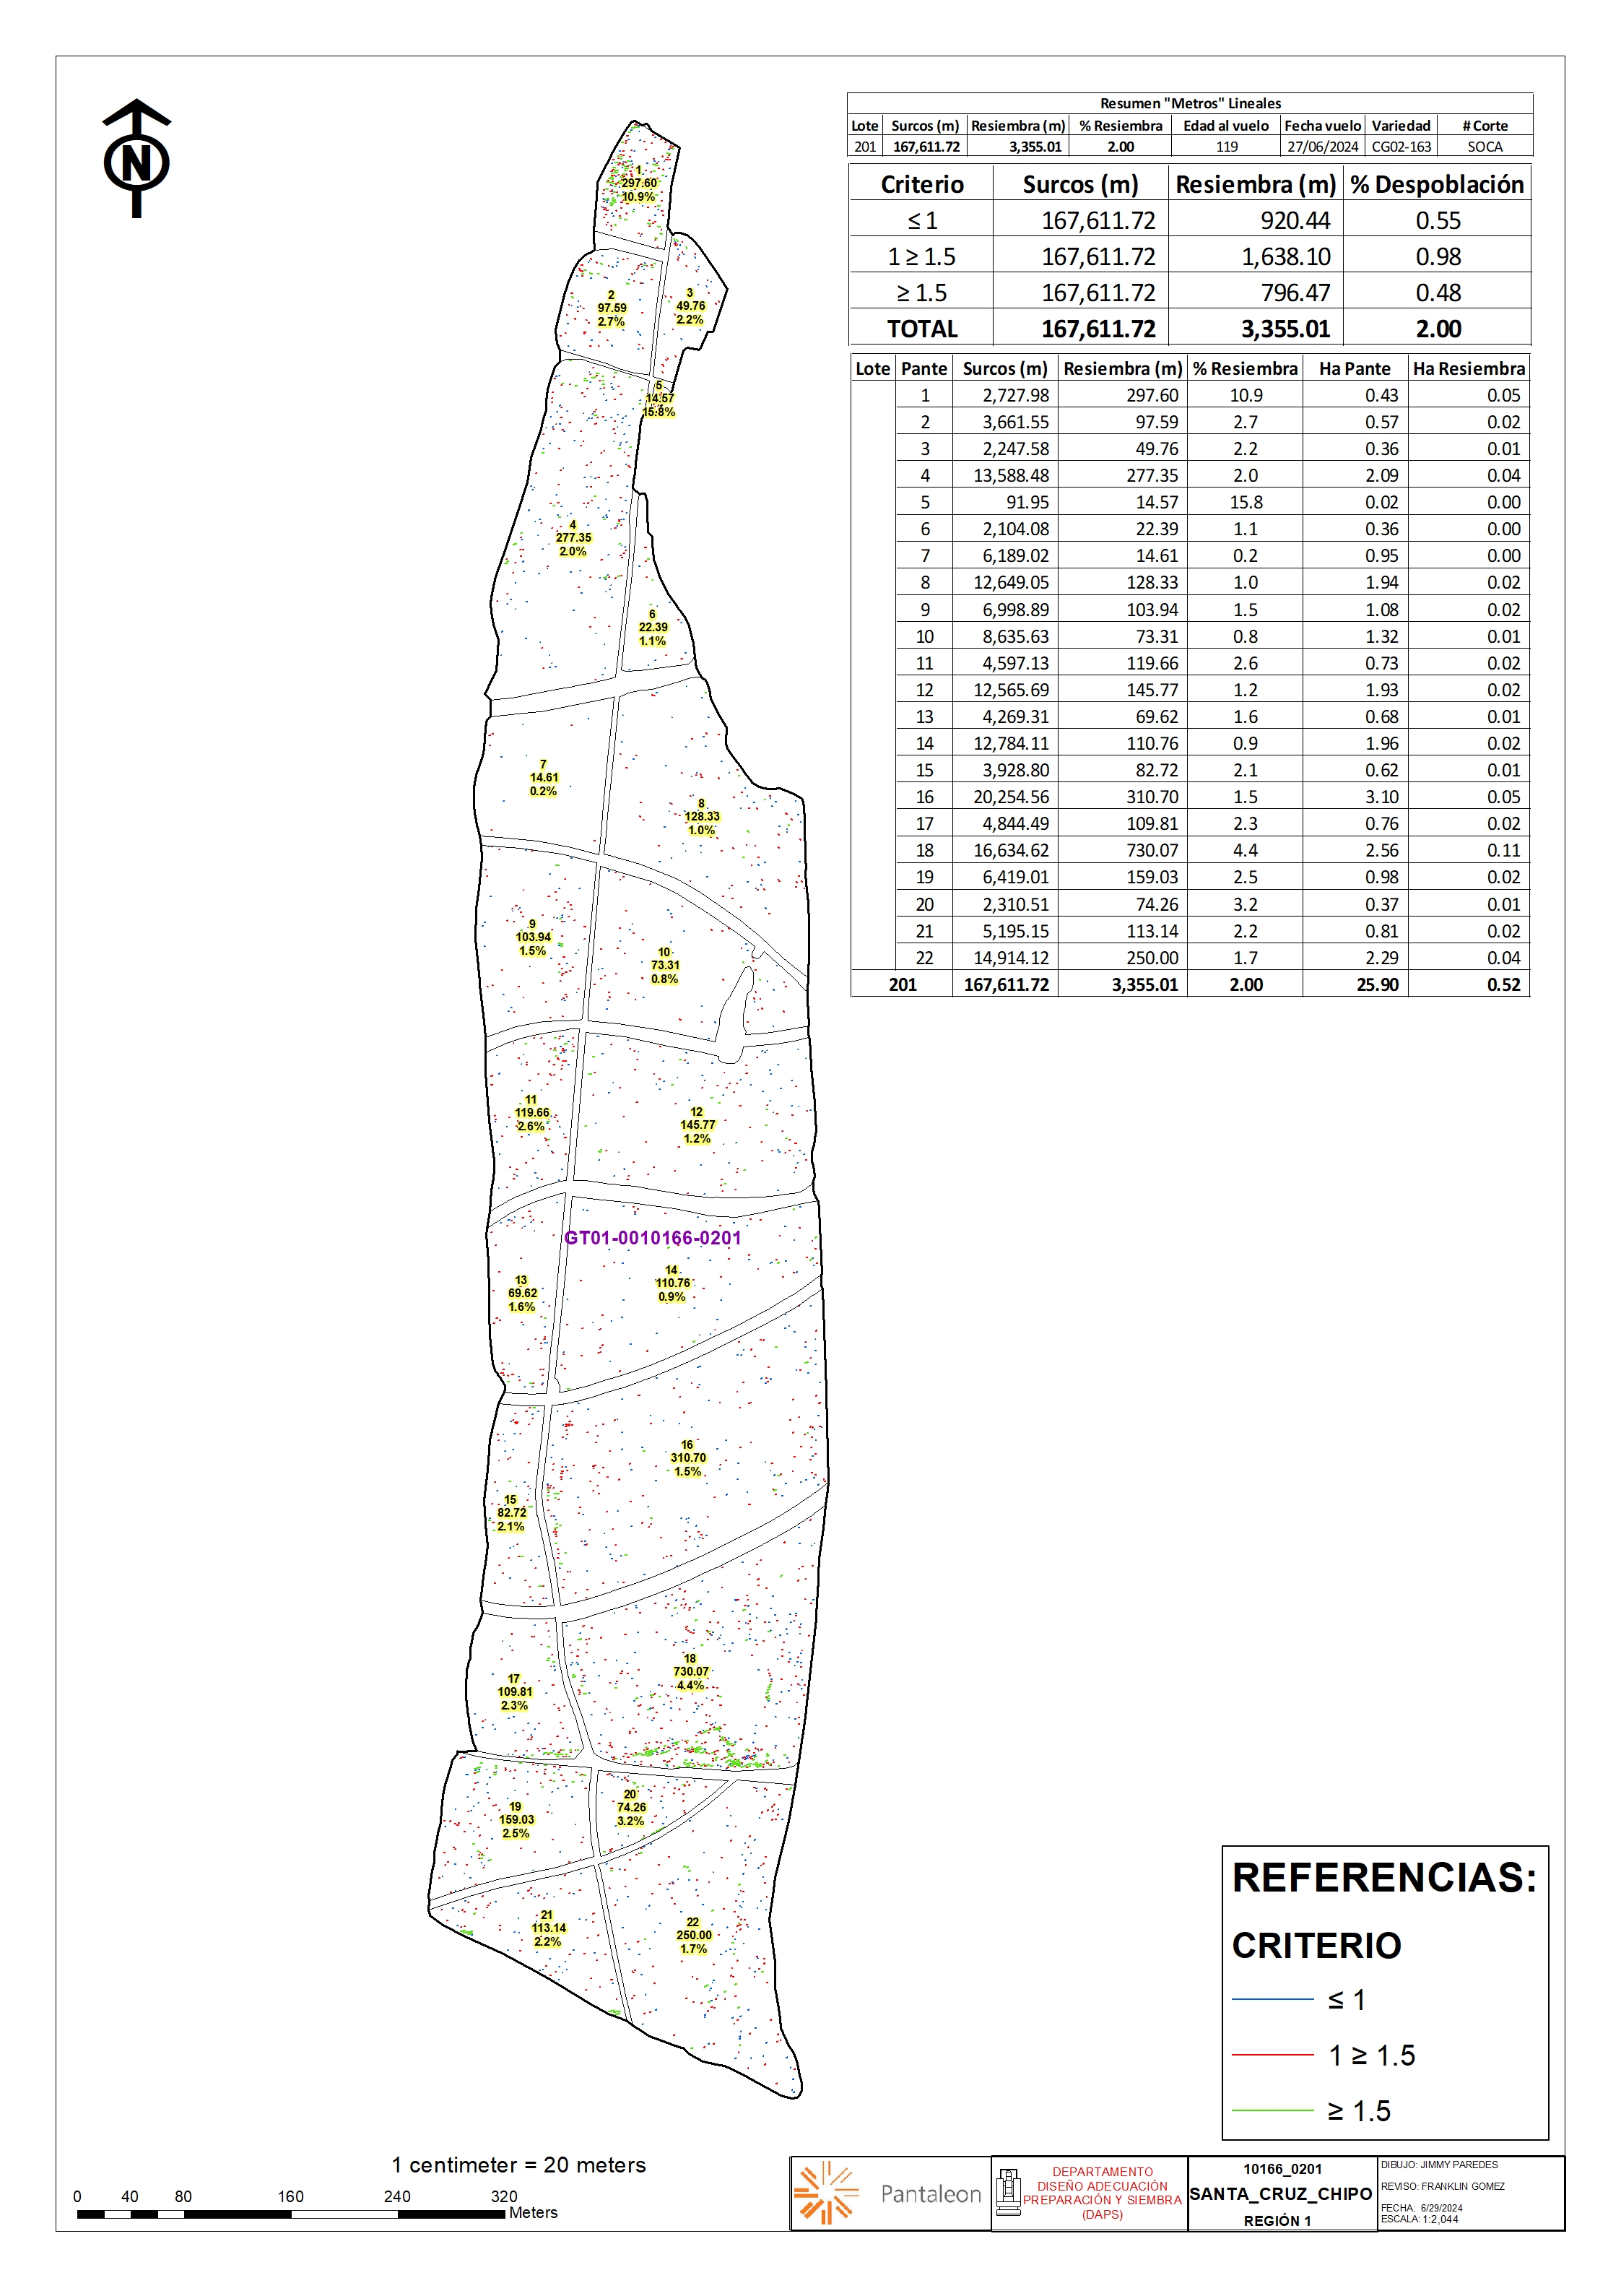 N
Resumen "Metros" Lineales
Lote Surcos (m) Resiembra (m) % Resiembra Edad al vuelo Fecha vuelo Variedad # Corte
201 167,611.72 3,355.01 2.00 119 27/06/2024 CG02-163 SOCA
Criterio Surcos (m) Resiembra (m) % Despoblación
≤ 1 167,611.72 920.44 0.55
1 ≥ 1.5 167,611.72 1,638.10 0.98
≥ 1.5 167,611.72 796.47 0.48
TOTAL 167,611.72 3,355.01 2.00
Lote Pante Surcos (m) Resiembra (m) % Resiembra Ha Pante Ha Resiembra
1 2,727.98 297.60 10.9 0.43 0.05
2 3,661.55 97.59 2.7 0.57 0.02
3 2,247.58 49.76 2.2 0.36 0.01
4 13,588.48 277.35 2.0 2.09 0.04
5 91.95 14.57 15.8 0.02 0.00
6 2,104.08 22.39 1.1 0.36 0.00
7 6,189.02 14.61 0.2 0.95 0.00
8 12,649.05 128.33 1.0 1.94 0.02
9 6,998.89 103.94 1.5 1.08 0.02
10 8,635.63 73.31 0.8 1.32 0.01
11 4,597.13 119.66 2.6 0.73 0.02
12 12,565.69 145.77 1.2 1.93 0.02
13 4,269.31 69.62 1.6 0.68 0.01
14 12,784.11 110.76 0.9 1.96 0.02
15 3,928.80 82.72 2.1 0.62 0.01
16 20,254.56 310.70 1.5 3.10 0.05
17 4,844.49 109.81 2.3 0.76 0.02
18 16,634.62 730.07 4.4 2.56 0.11
19 6,419.01 159.03 2.5 0.98 0.02
20 2,310.51 74.26 3.2 0.37 0.01
21 5,195.15 113.14 2.2 0.81 0.02
22 14,914.12 250.00 1.7 2.29 0.04
201 167,611.72 3,355.01 2.00 25.90 0.52
1
297.60
10.9%
2
97.59
2.7%
3
49.76
2.2%
5
14.57
15.8%
4
277.35
2.0%
6
22.39
1.1%
7
14.61
0.2%
8
128.33
1.0%
9
103.94
1.5%
10
73.31
0.8%
11
119.66
2.6%
12
145.77
1.2%
GT01-0010166-0201
13
69.62
1.6%
14
110.76
0.9%
16
310.70
1.5%
15
82.72
2.1%
18
730.07
4.4%
17
109.81
2.3%
20
74.26
3.2%
19
159.03
2.5%
21
113.14
2.2%
22
250.00
1.7%
REFERENCIAS:
CRITERIO
≤ 1
1 ≥ 1.5
≥ 1.5
1 centimeter = 20 meters
0 40 80 160 240 320
Meters
Pantaleon
DEPARTAMENTO
DISEÑO ADECUACIÓN
PREPARACIÓN Y SIEMBRA
(DAPS)
10166_0201
SANTA_CRUZ_CHIPO
REGIÓN 1
DIBUJO: JIMMY PAREDES
REVISO: FRANKLIN GOMEZ
FECHA: 6/29/2024
ESCALA: 1:2,044